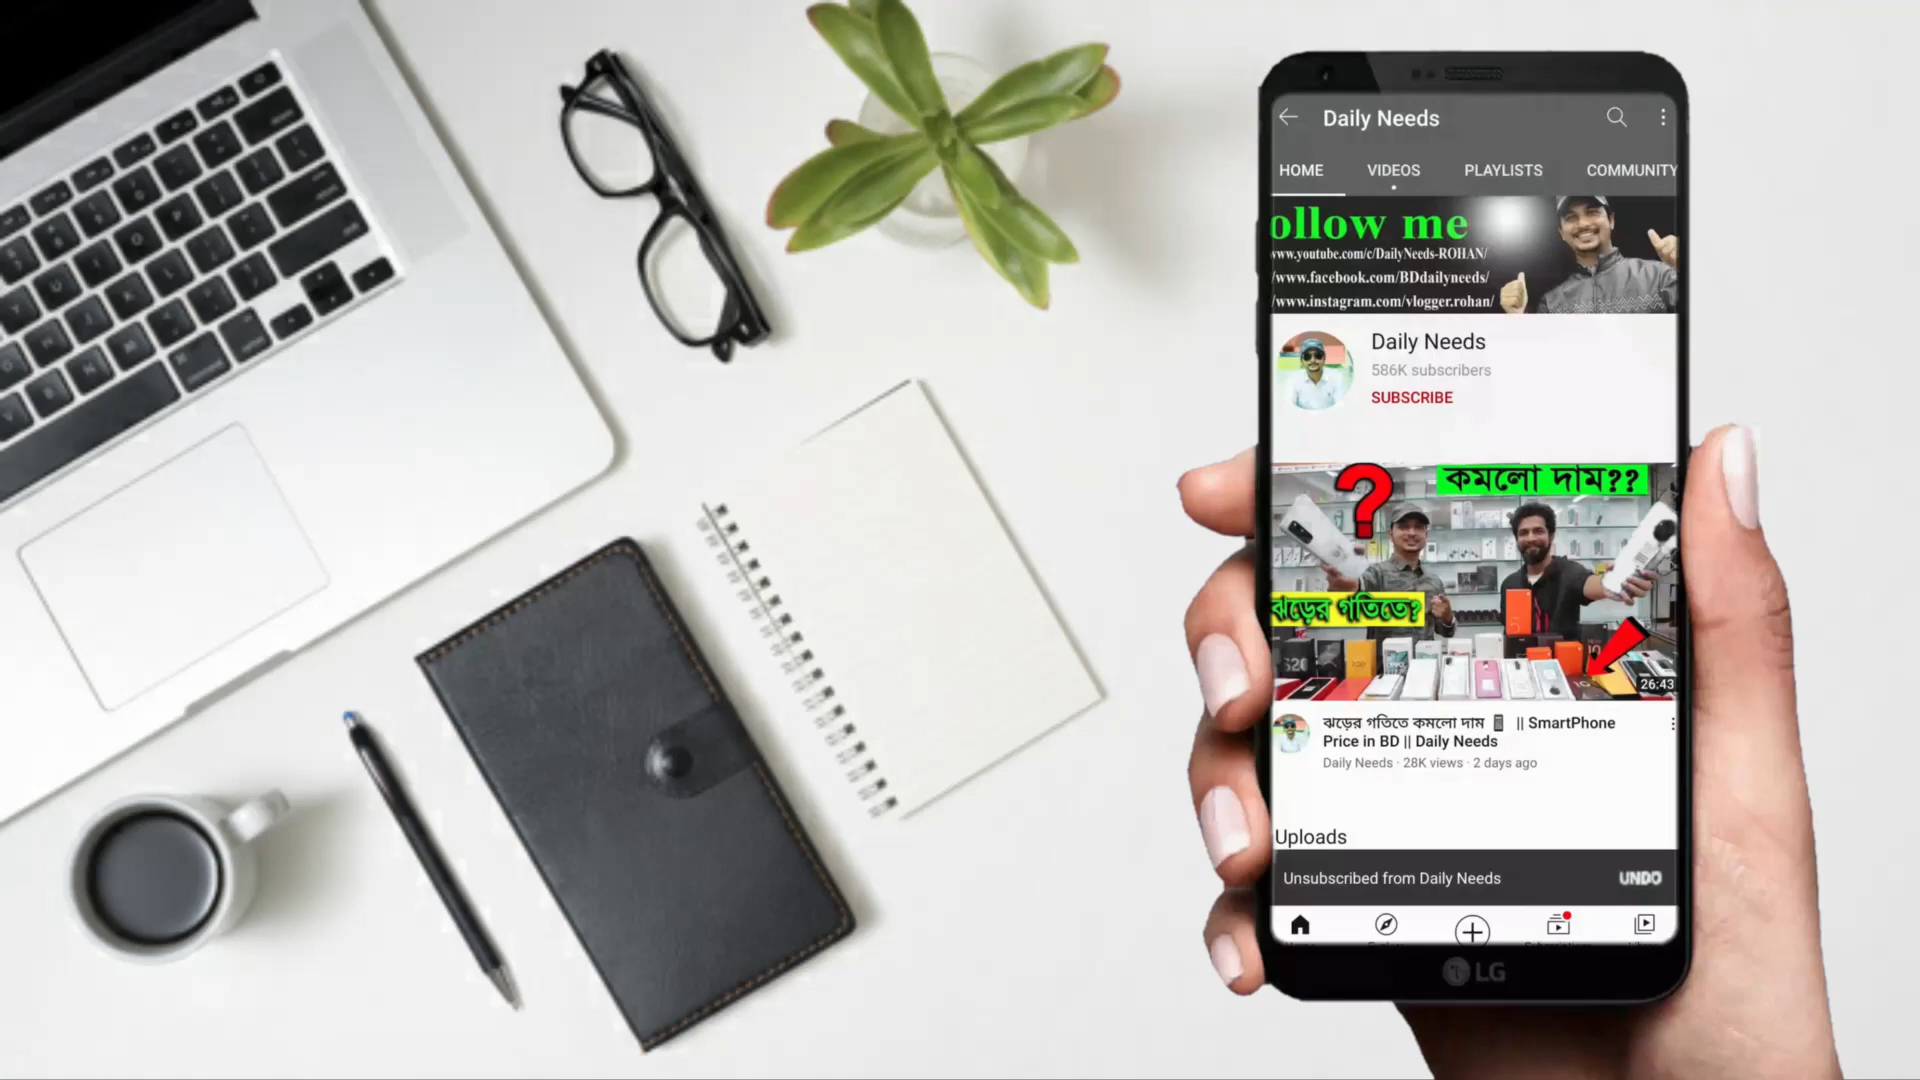 Daily Needs
HOME VIDEOS PLAYLISTS COMMUNITY
ollow me
www.youtube.com/c/DailyNeeds-ROHAN/
/www.facebook.com/BDdailyneeds/
/www.instagram.com/vlogger.rohan/
Daily Needs
586K subscribers
SUBSCRIBE
কমলো দাম??
?
ঝড়ের গতিতে?
S20
26:43
ঝড়ের গতিতে কমলো দাম 📱 || SmartPhone
Price in BD || Daily Needs
Daily Needs · 28K views · 2 days ago
Uploads
Unsubscribed from Daily Needs UNDO
LG